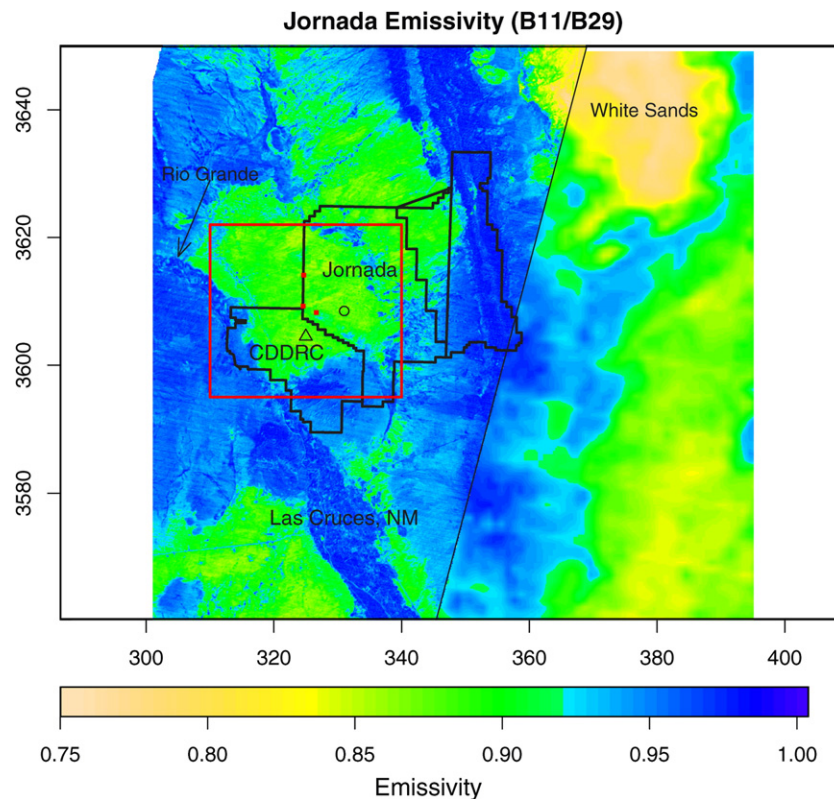 Jornada Emissivity (B11/B29)
3640
3620
3600
3580
White Sands
Rio Grande
Jornada
CDDRC
Las Cruces, NM
300 320 340 360 380 400
0.75 0.80 0.85 0.90 0.95 1.00
Emissivity